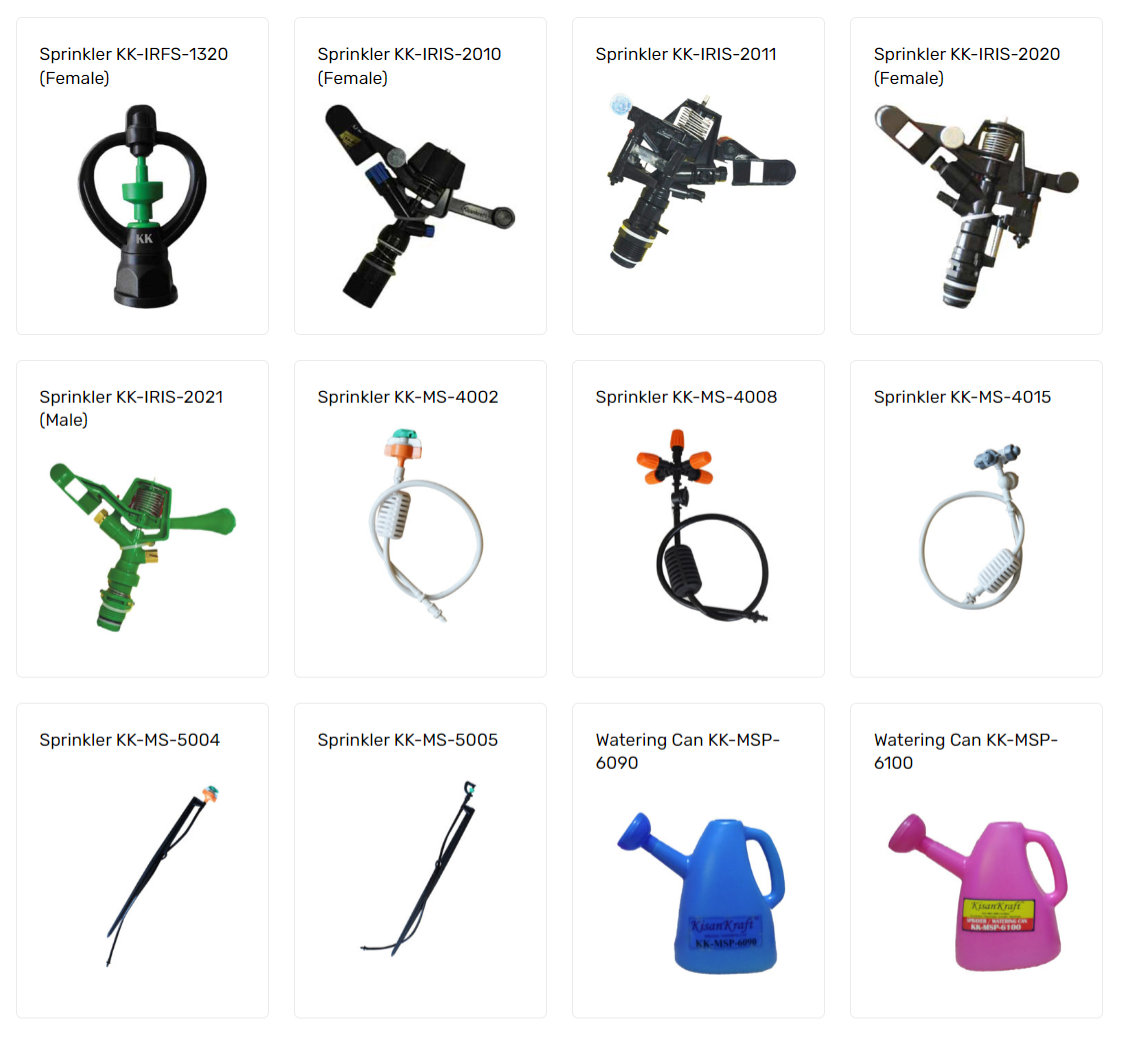 Sprinkler KK-IRFS-1320
(Female)
Sprinkler KK-IRIS-2010
(Female)
Sprinkler KK-IRIS-2011
Sprinkler KK-IRIS-2020
(Female)
KK
Sprinkler KK-IRIS-2021
(Male)
Sprinkler KK-MS-4002
Sprinkler KK-MS-4008
Sprinkler KK-MS-4015
Sprinkler KK-MS-5004
Sprinkler KK-MS-5005
Watering Can KK-MSP-
6090
Watering Can KK-MSP-
6100
KisanKraft
KK-MSP-6090
KisanKraft
SPRAYER / WATERING CAN
KK-MSP-6100